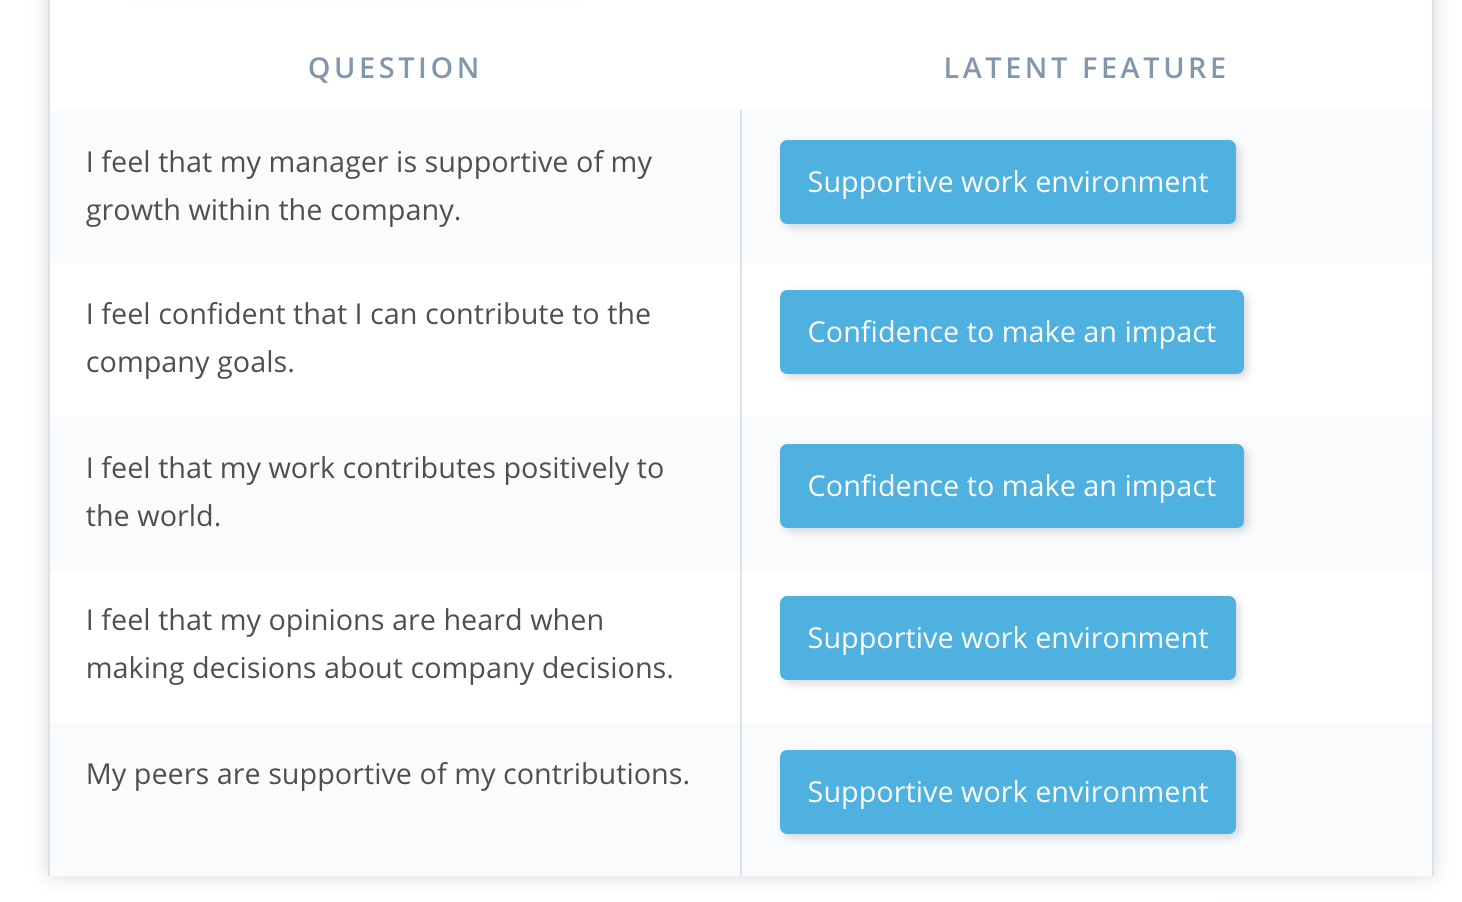 QUESTION
LATENT FEATURE
I feel that my manager is supportive of my
growth within the company.
Supportive work environment
I feel confident that I can contribute to the
company goals.
Confidence to make an impact
I feel that my work contributes positively to
the world.
Confidence to make an impact
I feel that my opinions are heard when
making decisions about company decisions.
Supportive work environment
My peers are supportive of my contributions.
Supportive work environment